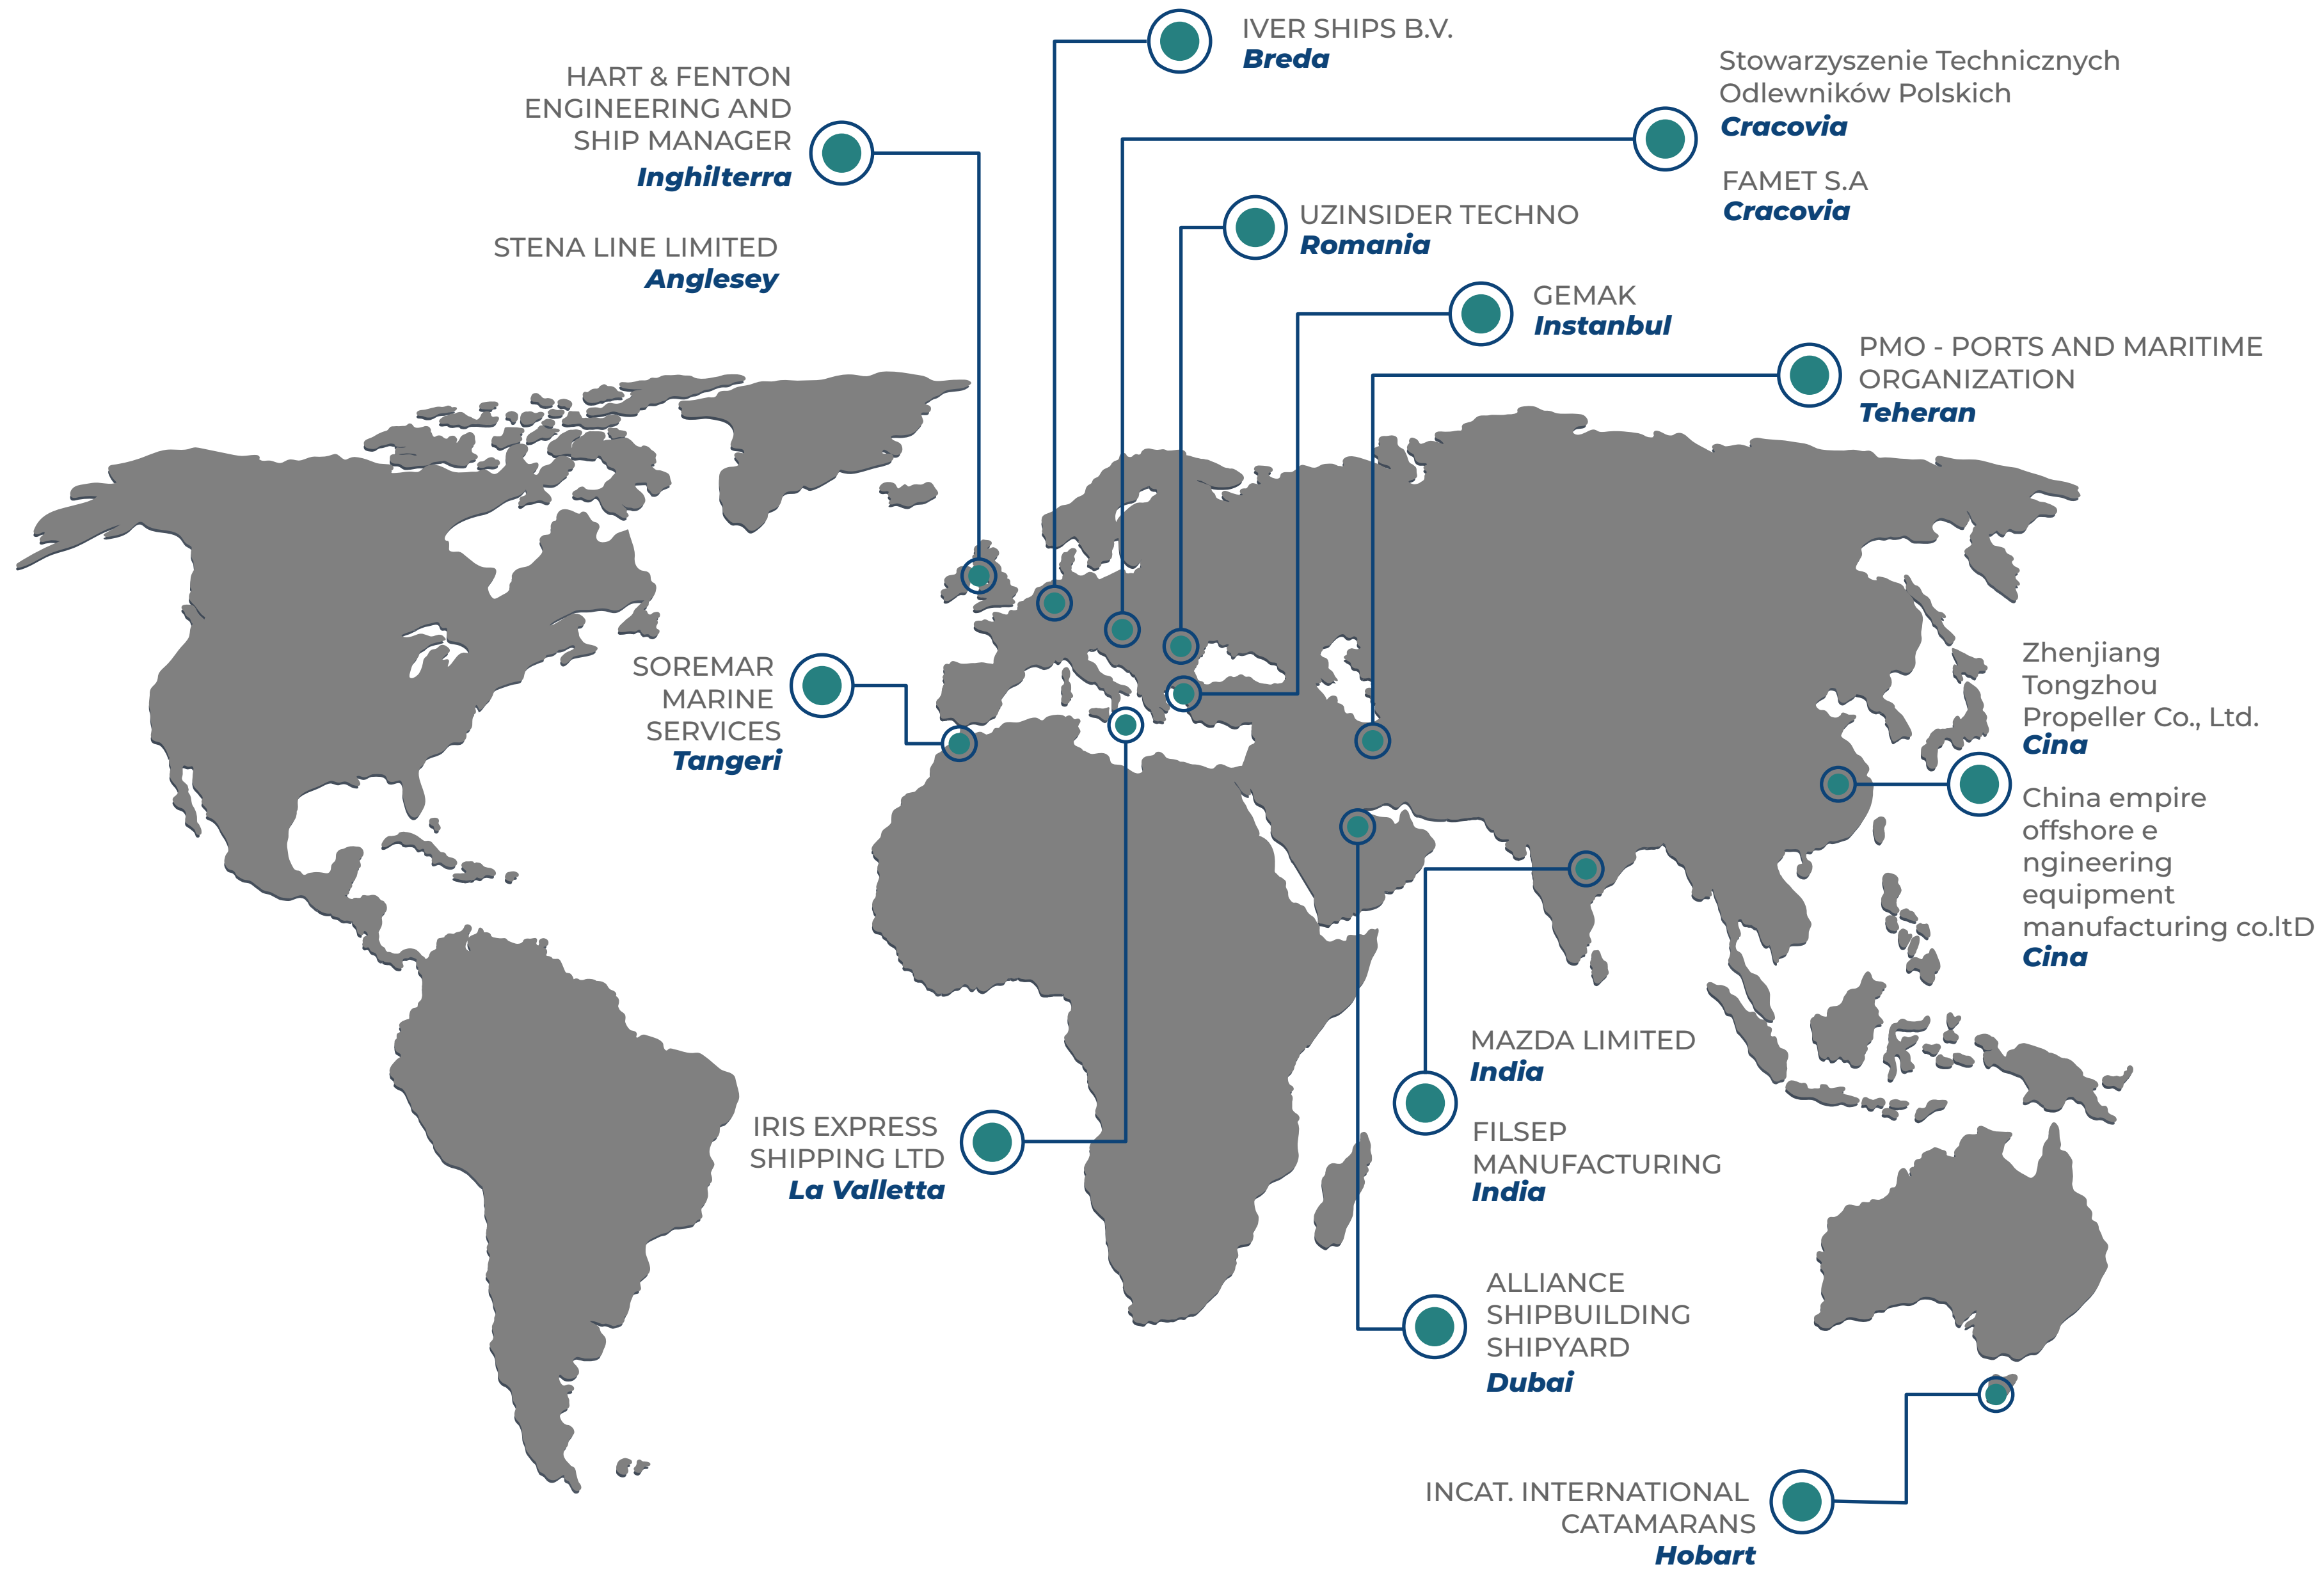 IVER SHIPS B.V.
Breda
HART & FENTON
ENGINEERING AND
SHIP MANAGER
Inghilterra
STENA LINE LIMITED
Anglesey
Stowarzyszenie Technicznych
Odlewników Polskich
Cracovia
FAMET S.A
Cracovia
UZINSIDER TECHNO
Romania
GEMAK
Instanbul
PMO - PORTS AND MARITIME
ORGANIZATION
Teheran
SOREMAR
MARINE
SERVICES
Tangeri
Zhenjiang
Tongzhou
Propeller Co., Ltd.
Cina
China empire
offshore e
ngineering
equipment
manufacturing co.ltD
Cina
MAZDA LIMITED
India
FILSEP
MANUFACTURING
India
IRIS EXPRESS
SHIPPING LTD
La Valletta
ALLIANCE
SHIPBUILDING
SHIPYARD
Dubai
INCAT. INTERNATIONAL
CATAMARANS
Hobart